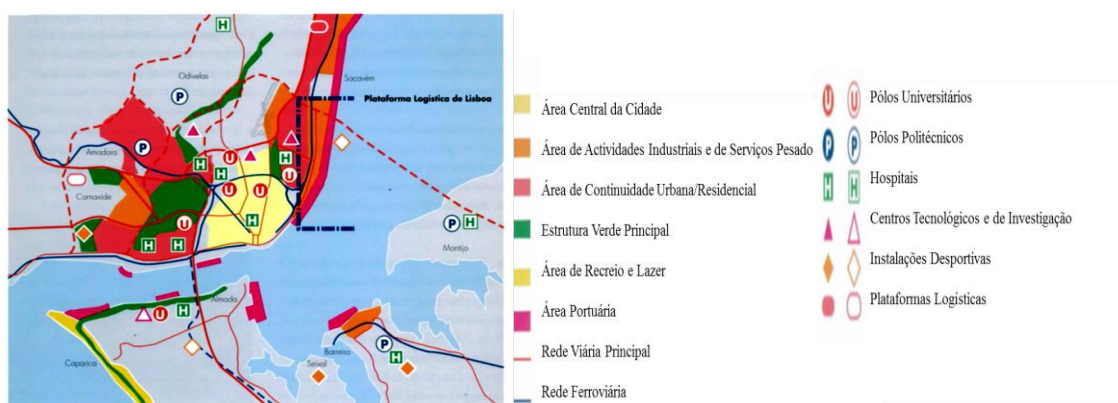 Odivelas
Sacavém
Plataforma Logística de Lisboa
P
Amadora
P
H
Carnaxide
U
H
H
H
U
U
U
H
U
H
U
H
H
P
H
Montijo
Almada
U
H
Caparica
Barreiro
Seixal
P
H
Área Central da Cidade
Área de Actividades Industriais e de Serviços Pesado
Área de Continuidade Urbana/Residencial
Estrutura Verde Principal
Área de Recreio e Lazer
Área Portuária
Rede Viária Principal
Rede Ferroviária
U U Pólos Universitários
P P Pólos Politécnicos
H H Hospitais
Centros Tecnológicos e de Investigação
Instalações Desportivas
Plataformas Logísticas